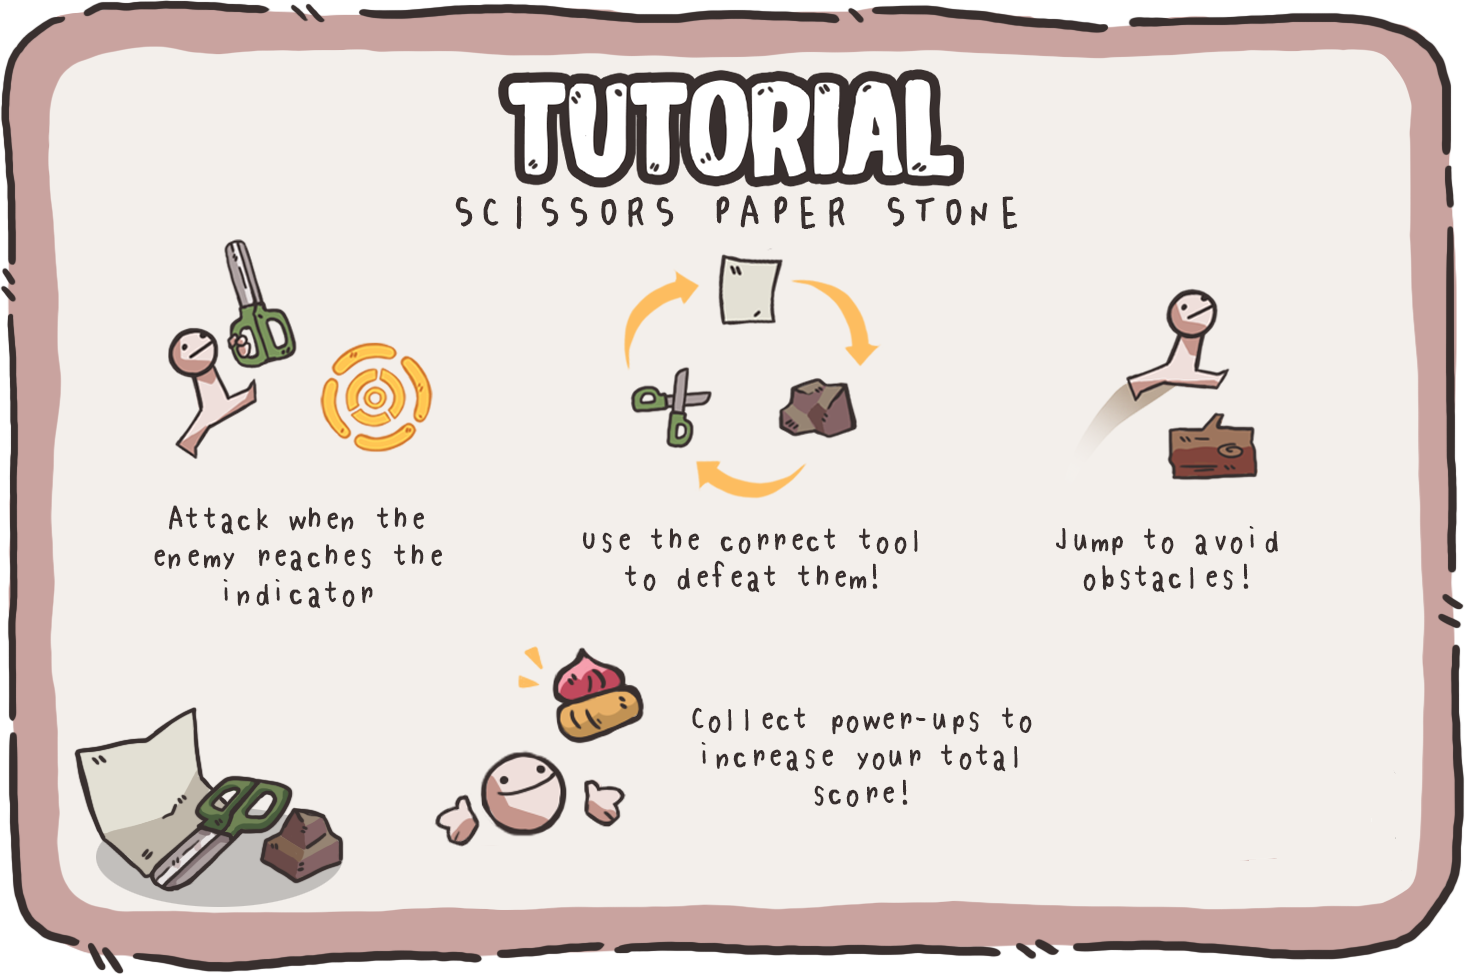 TUTORIAL
SCISSORS PAPER STONE
Attack when the
enemy reaches the
indicator
use the correct tool
to defeat them!
Jump to avoid
obstacles!
Collect power-ups to
increase your total
score!